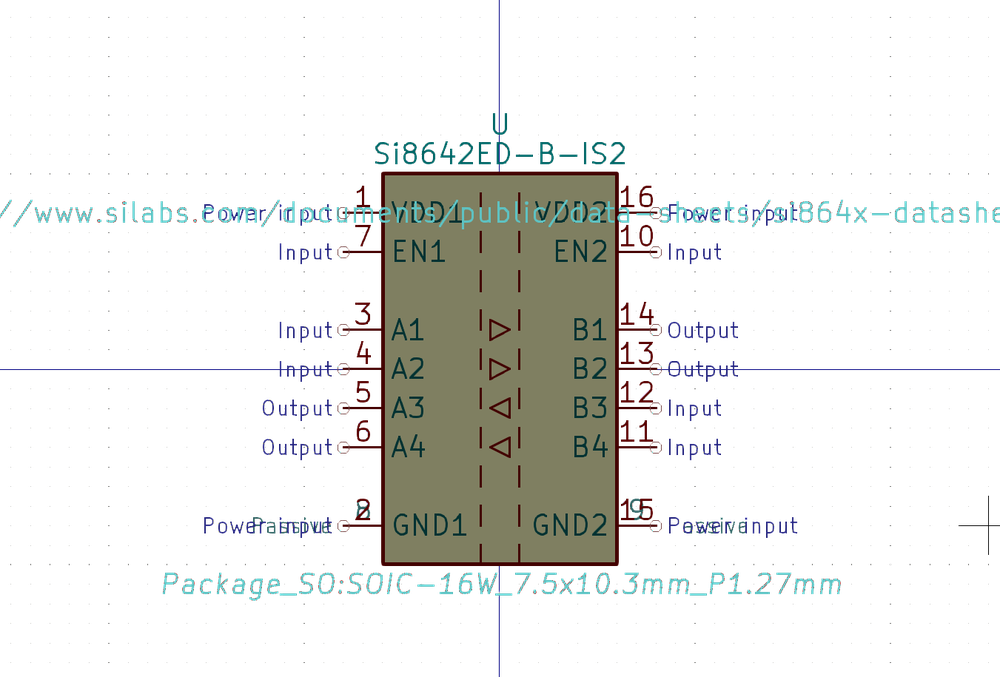 U
Si8642ED-B-IS2
//www.silabs.com/documents/public/data-sheets/si864x-datashe
Power input 1 VDD1 VDD2 16 Power input
Input 7 EN1 EN2 10 Input
Input 3 A1 B1 14 Output
Input 4 A2 B2 13 Output
Output 5 A3 B3 12 Input
Output 6 A4 B4 11 Input
Power input 2 GND1 GND2 15 Power input
Passive 8 9
Package_SO:SOIC-16W_7.5x10.3mm_P1.27mm